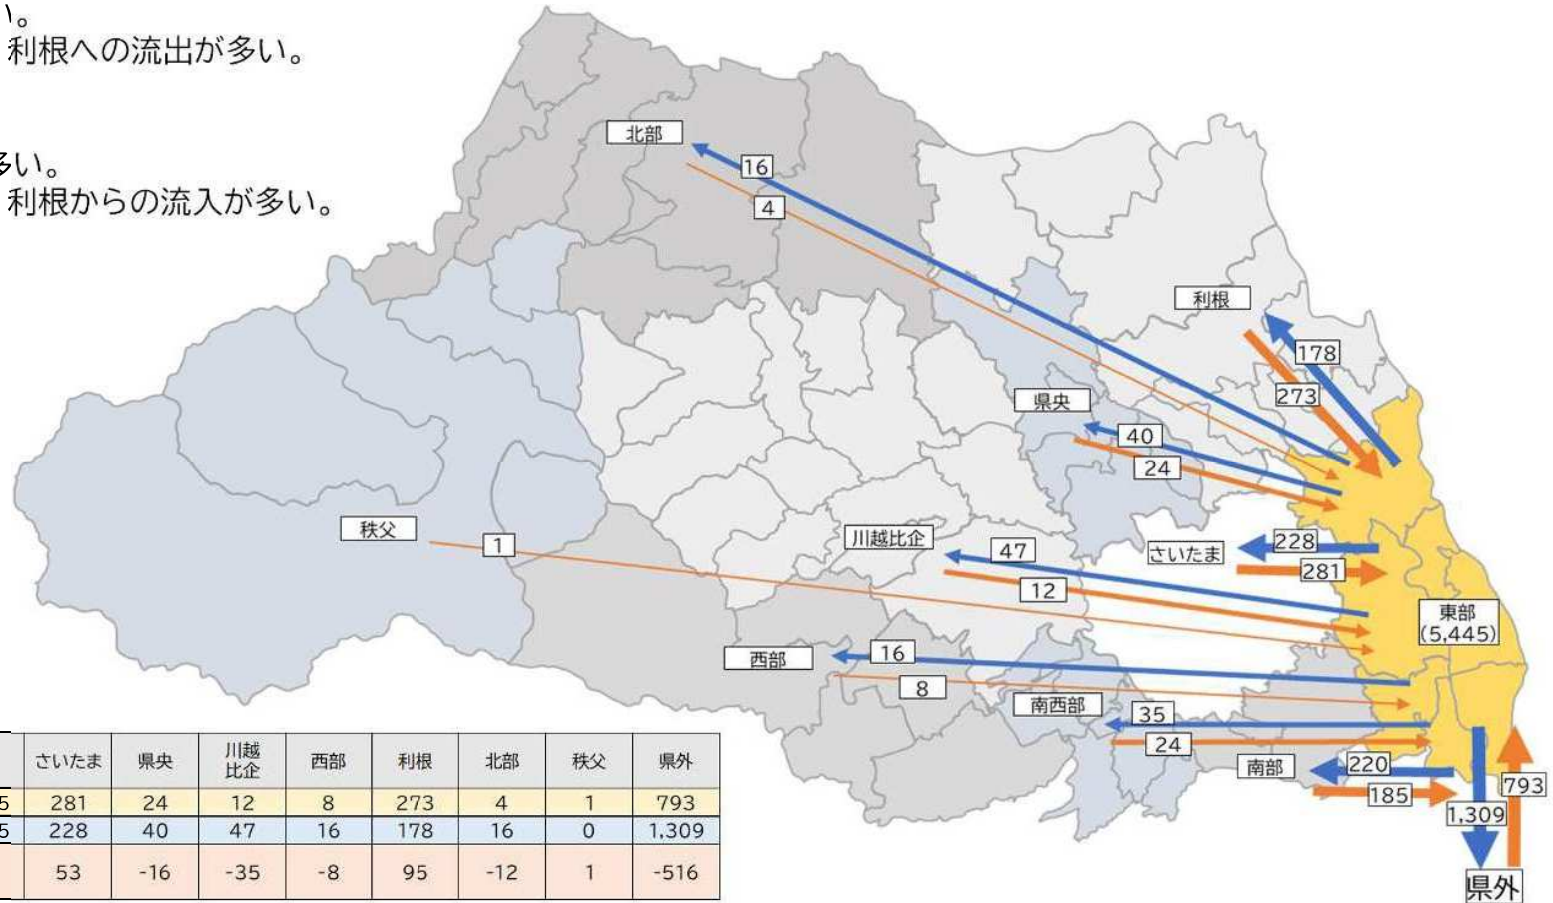 い。
利根への流出が多い。
多い。
利根からの流入が多い。
北部
16
4
利根
178
273
県央
40
24
秩父
1
川越比企
47
12
さいたま
228
281
東部
(5,445)
西部
16
8
南西部
35
24
南部
220
185
1,309
793
県外
さいたま 県央 川越比企 西部 利根 北部 秩父 県外
5 281 24 12 8 273 4 1 793
5 228 40 47 16 178 16 0 1,309
53 -16 -35 -8 95 -12 1 -516